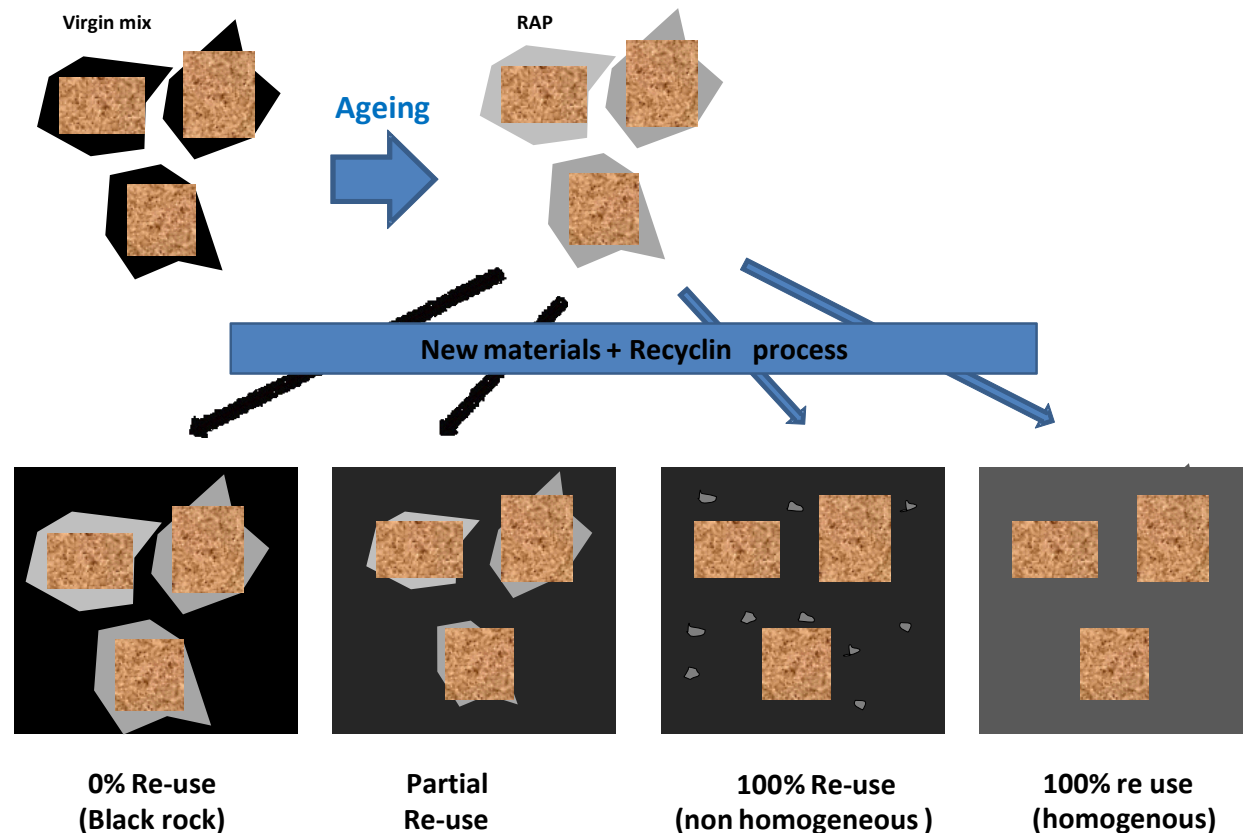 Virgin mix
RAP
Ageing
New materials + Recyclin process
0% Re-use
(Black rock)
Partial
Re-use
100% Re-use
(non homogeneous )
100% re use
(homogenous)